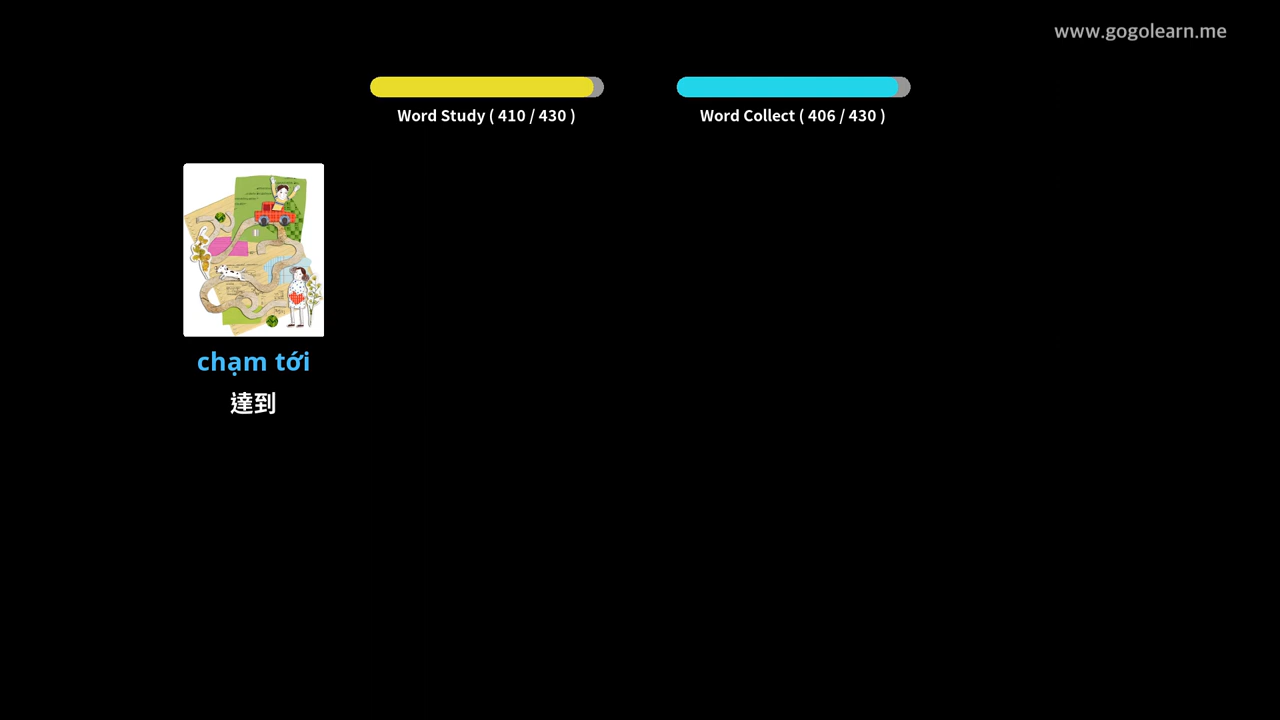 www.gogolearn.me
Word Study ( 410 / 430 )
Word Collect ( 406 / 430 )
chạm tới
達到